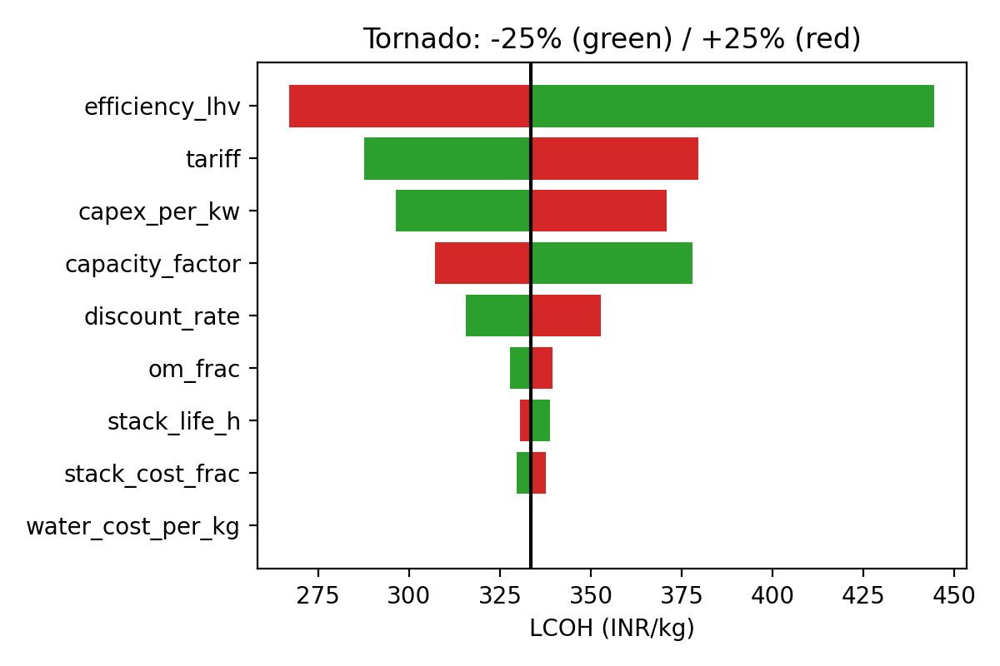 Tornado: -25% (green) / +25% (red)
efficiency_lhv
tariff
capex_per_kw
capacity_factor
discount_rate
om_frac
stack_life_h
stack_cost_frac
water_cost_per_kg
275 300 325 350 375 400 425 450
LCOH (INR/kg)